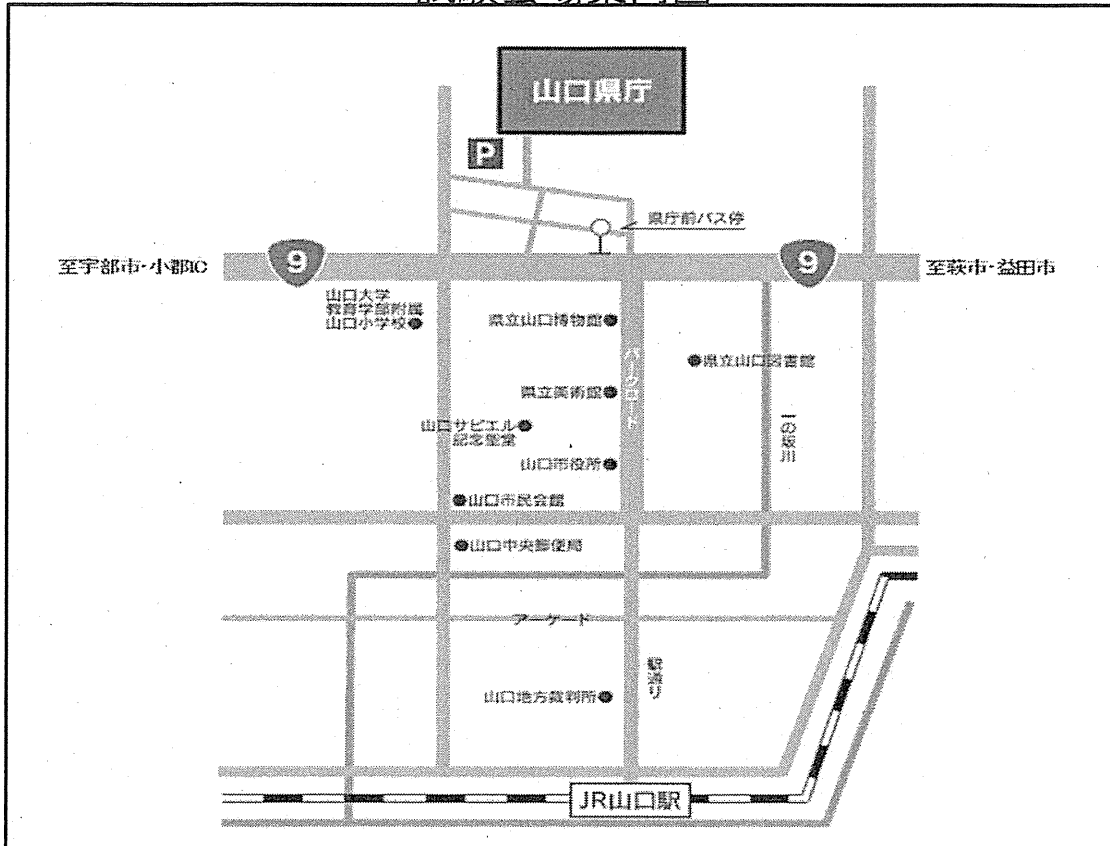 山口県庁
P
県庁前バス停
至宇部市・小郡IC
9
9
至萩市・益田市
山口大学
教育学部附属
山口小学校
県立山口博物館
パークロード
県立山口図書館
県立美術館
山口サビエル
記念聖堂
一の坂川
山口市役所
山口市民会館
山口中央郵便局
アーケード
駅通り
山口地方裁判所
JR山口駅